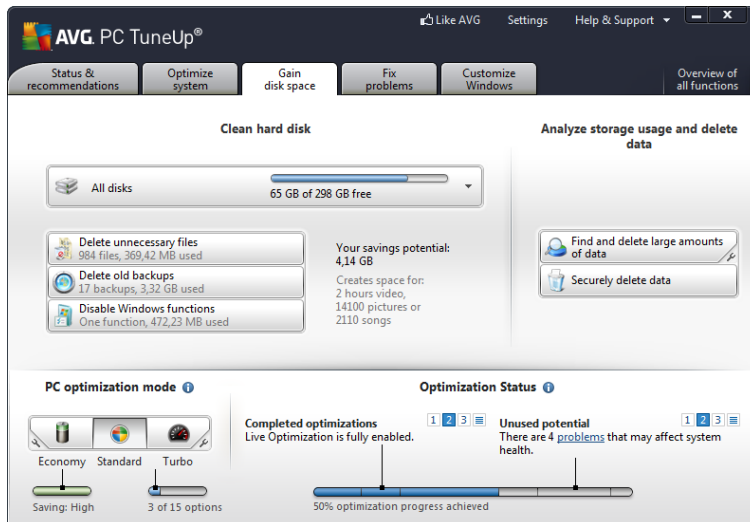 Like AVG
Settings
Help & Support
AVG. PC TuneUp®
Status &
recommendations
Optimize
system
Gain
disk space
Fix
problems
Customize
Windows
Overview of
all functions
Clean hard disk
All disks
65 GB of 298 GB free
Delete unnecessary files
984 files, 369,42 MB used
Delete old backups
17 backups, 3,32 GB used
Disable Windows functions
One function, 472,23 MB used
Your savings potential:
4,14 GB
Creates space for:
2 hours video,
14100 pictures or
2110 songs
Analyze storage usage and delete
data
Find and delete large amounts
of data
Securely delete data
PC optimization mode
Economy
Standard
Turbo
Saving: High
3 of 15 options
Optimization Status
Completed optimizations
1 2 3
Live Optimization is fully enabled.
Unused potential
1 2 3
There are 4 problems that may affect system
health.
50% optimization progress achieved